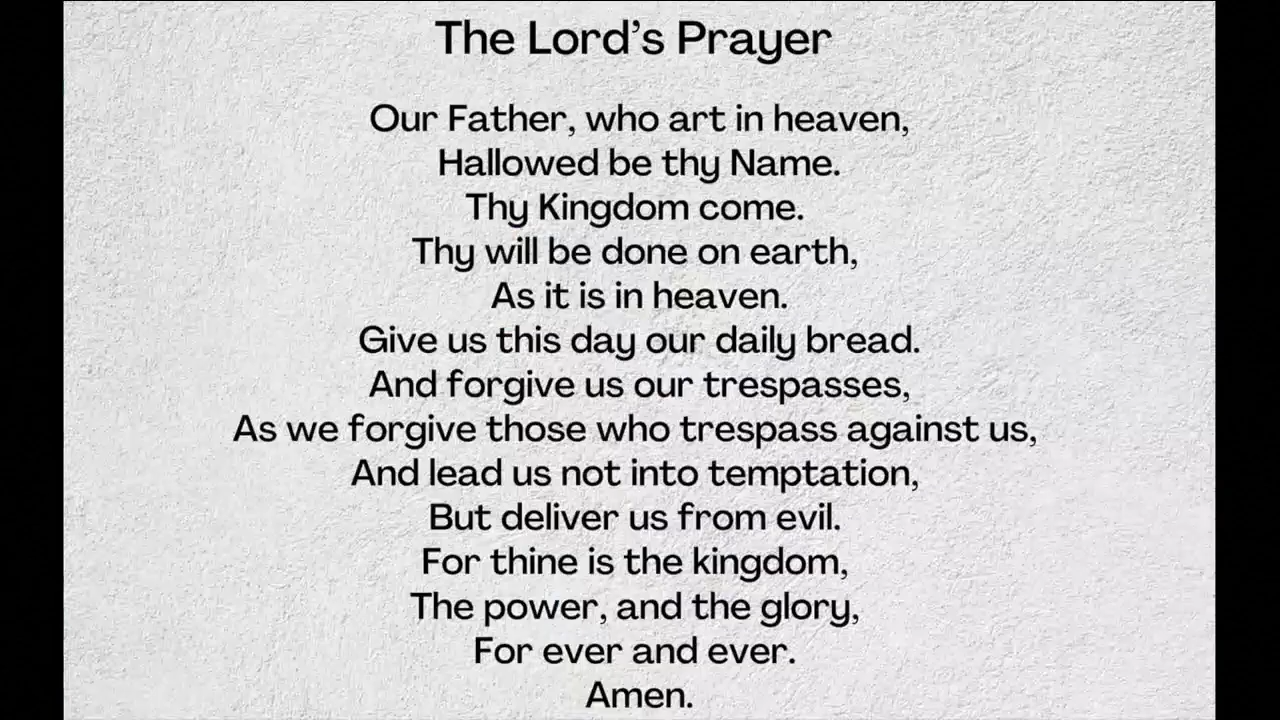 The Lord’s Prayer
Our Father, who art in heaven,
Hallowed be thy Name.
Thy Kingdom come.
Thy will be done on earth,
As it is in heaven.
Give us this day our daily bread.
And forgive us our trespasses,
As we forgive those who trespass against us,
And lead us not into temptation,
But deliver us from evil.
For thine is the kingdom,
The power, and the glory,
For ever and ever.
Amen.